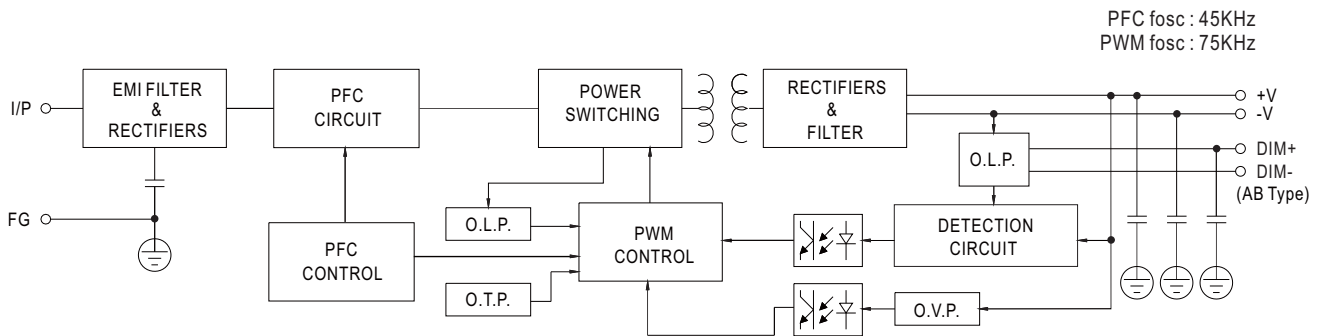 PFC fosc : 45KHz
PWM fosc : 75KHz
I/P
EMI FILTER
&
RECTIFIERS
PFC
CIRCUIT
POWER
SWITCHING
RECTIFIERS
&
FILTER
+V
-V
O.L.P.
DIM+
DIM-
(AB Type)
FG
O.L.P.
PFC
CONTROL
PWM
CONTROL
DETECTION
CIRCUIT
O.T.P.
O.V.P.